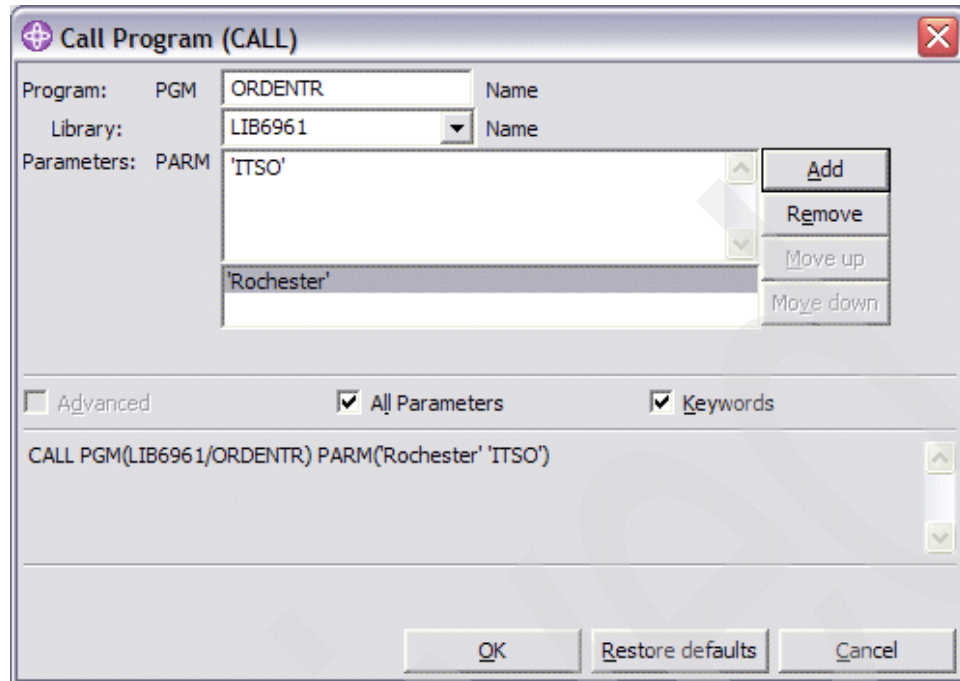 Call Program (CALL)
Program: PGM ORDENTR Name
Library: LIB6961 Name
Parameters: PARM 'ITSO' Add
Remove
Move up
'Rochester'
Move down
Advanced All Parameters Keywords
CALL PGM(LIB6961/ORDENTR) PARM('Rochester' 'ITSO')
OK Restore defaults Cancel